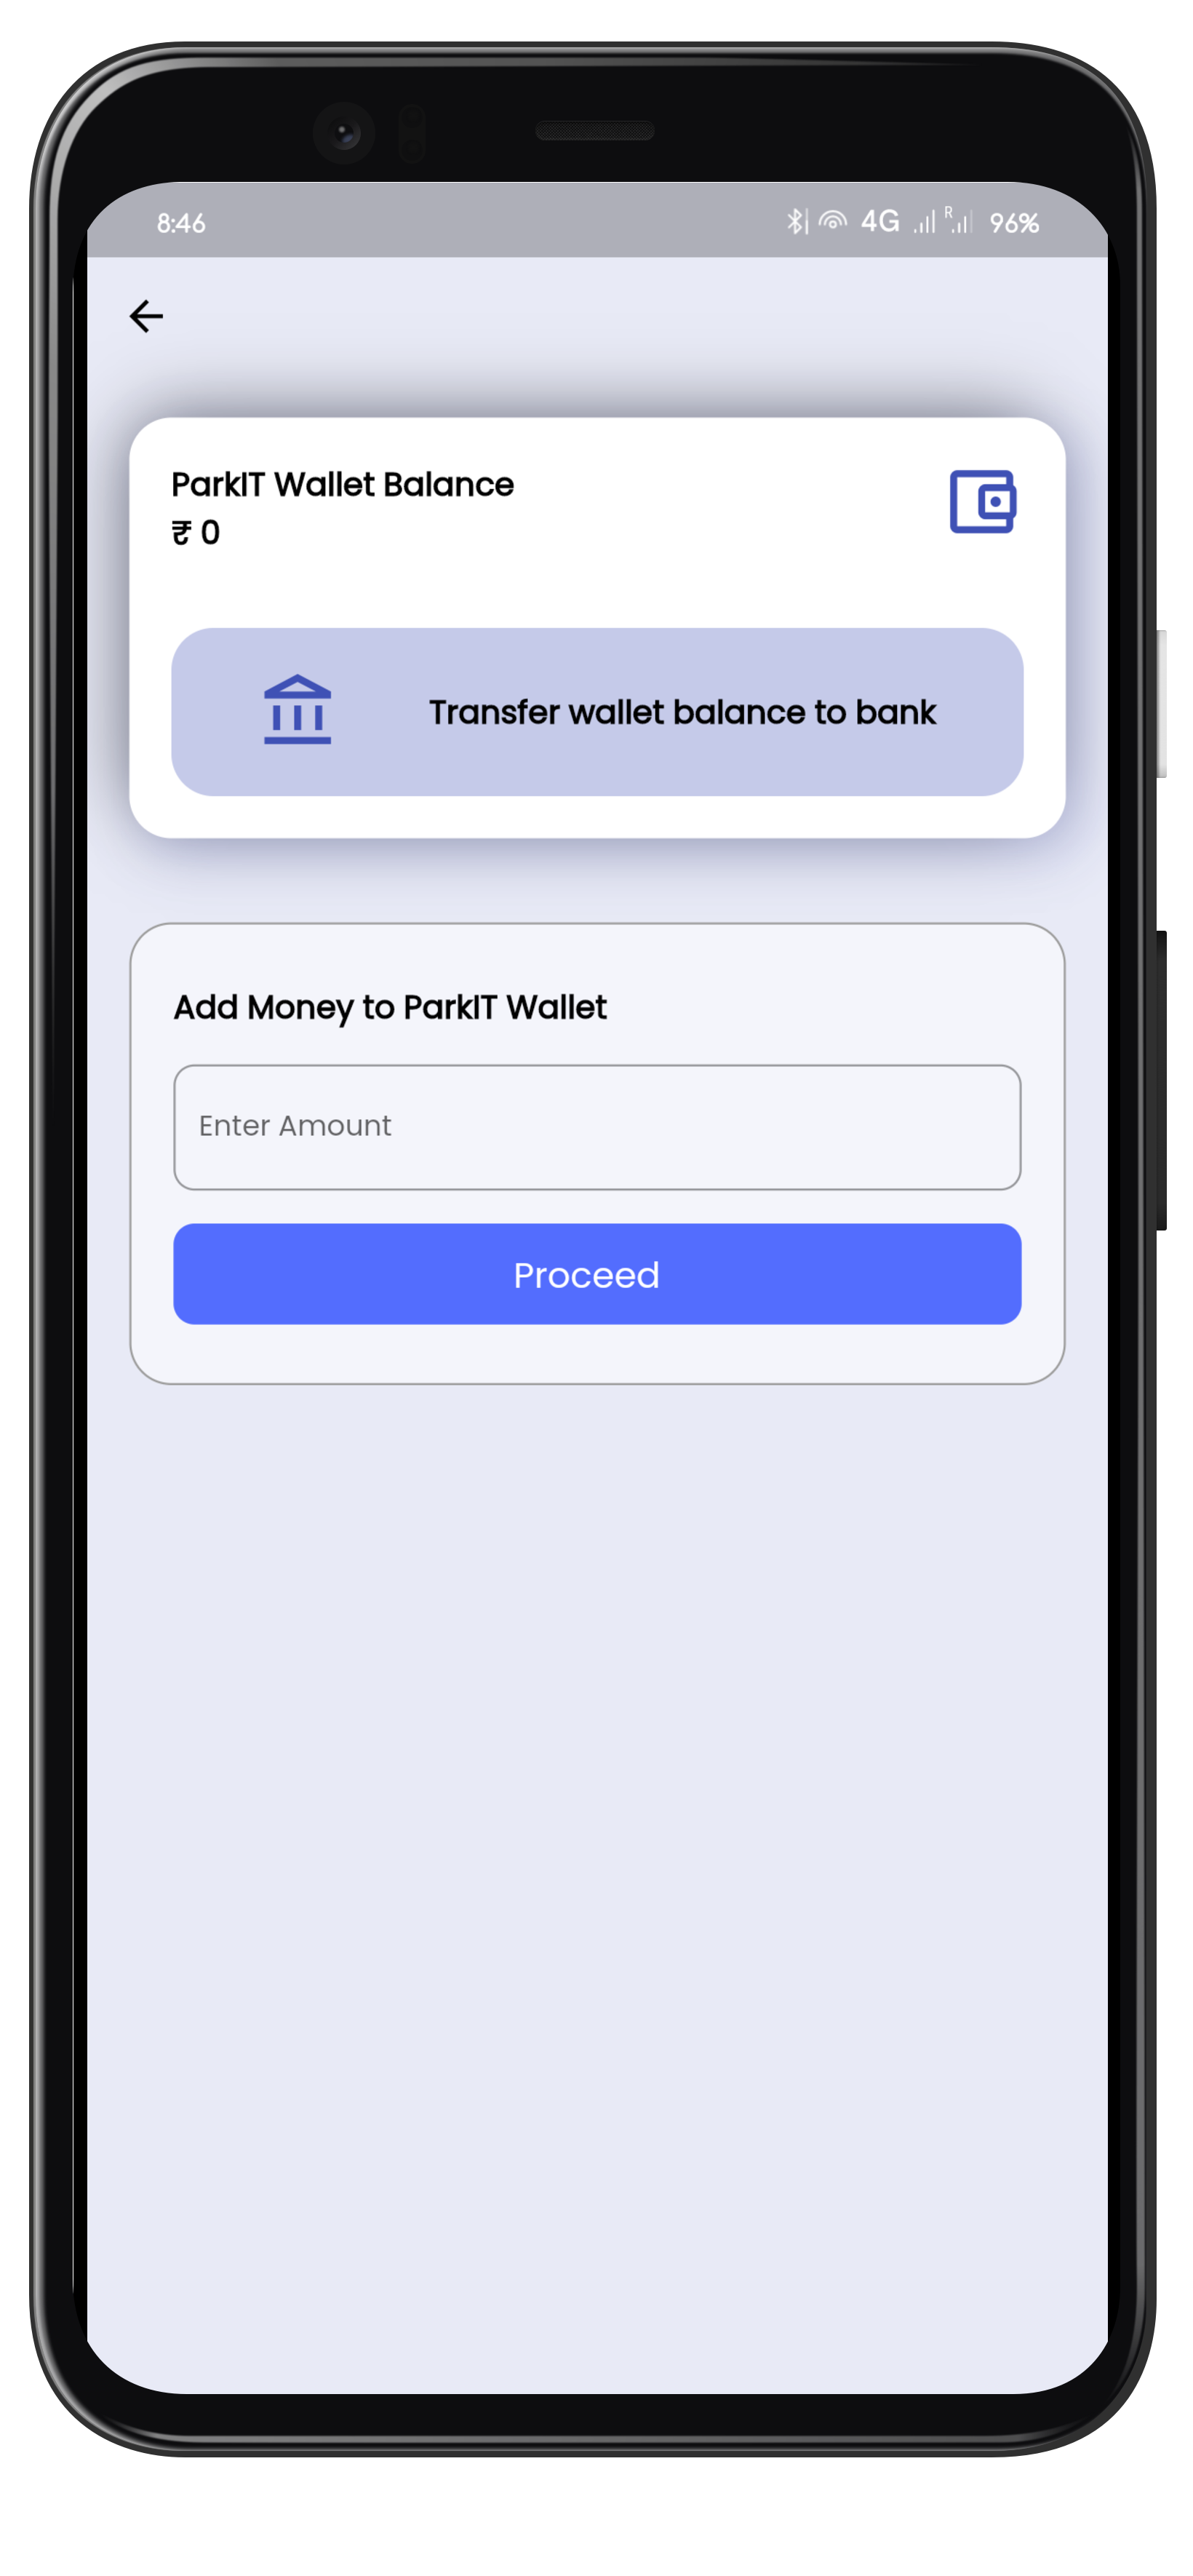 8:46 4G R 96%
ParkIT Wallet Balance
₹ 0
Transfer wallet balance to bank
Add Money to ParkIT Wallet
Enter Amount
Proceed